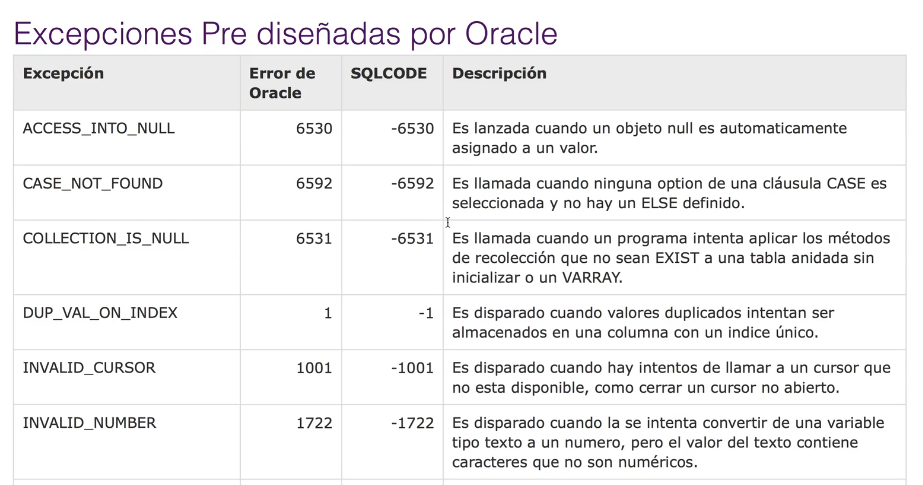 Excepciones Pre diseñadas por Oracle
Excepción Error de Oracle SQLCODE Descripción
ACCESS_INTO_NULL 6530 -6530 Es lanzada cuando un objeto null es automaticamente
asignado a un valor.
CASE_NOT_FOUND 6592 -6592 Es llamada cuando ninguna option de una cláusula CASE es
seleccionada y no hay un ELSE definido.
COLLECTION_IS_NULL 6531 -6531 Es llamada cuando un programa intenta aplicar los métodos
de recolección que no sean EXIST a una tabla anidada sin
inicializar o un VARRAY.
DUP_VAL_ON_INDEX 1 -1 Es disparado cuando valores duplicados intentan ser
almacenados en una columna con un indice único.
INVALID_CURSOR 1001 -1001 Es disparado cuando hay intentos de llamar a un cursor que
no esta disponible, como cerrar un cursor no abierto.
INVALID_NUMBER 1722 -1722 Es disparado cuando la se intenta convertir de una variable
tipo texto a un numero, pero el valor del texto contiene
caracteres que no son numéricos.